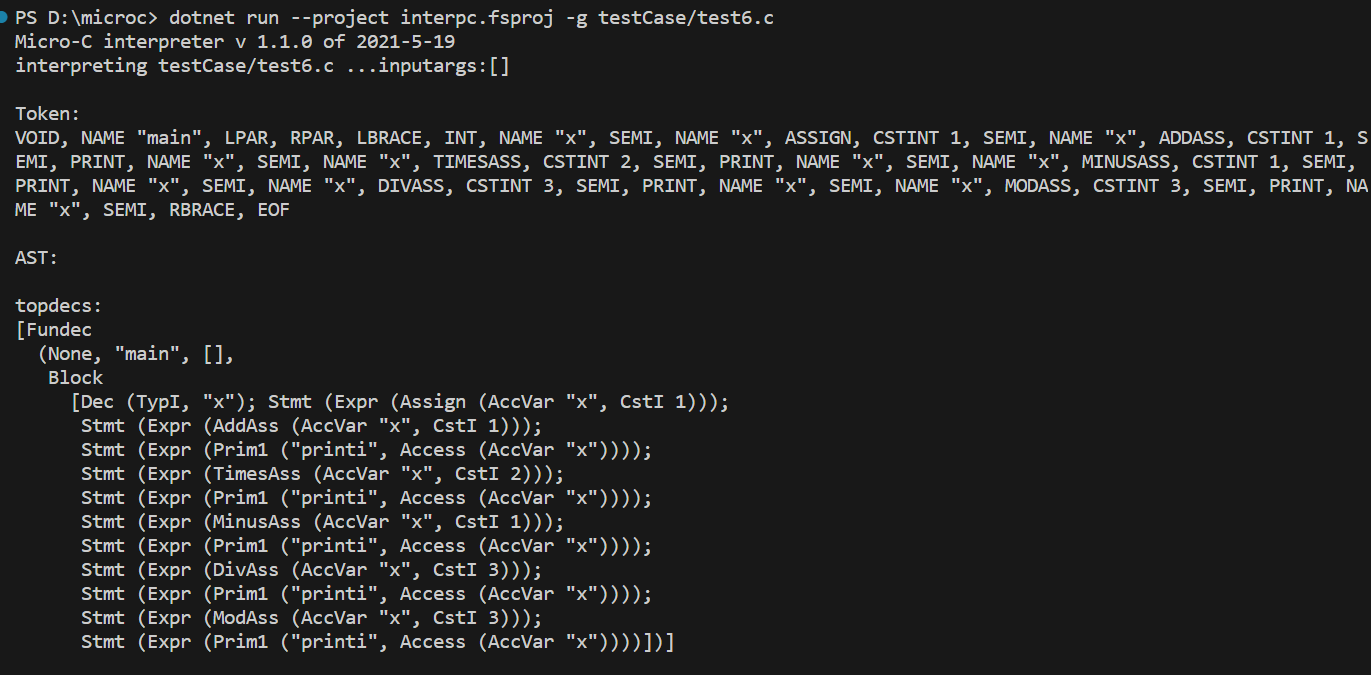 PS D:\microc> dotnet run --project interpc.fsproj -g testCase/test6.c
Micro-C interpreter v 1.1.0 of 2021-5-19
interpreting testCase/test6.c ...inputargs:[]
Token:
VOID, NAME "main", LPAR, RPAR, LBRACE, INT, NAME "x", SEMI, NAME "x", ASSIGN, CSTINT 1, SEMI, NAME "x", ADDASS, CSTINT 1, S
EMI, PRINT, NAME "x", SEMI, NAME "x", TIMESASS, CSTINT 2, SEMI, PRINT, NAME "x", SEMI, NAME "x", MINUSASS, CSTINT 1, SEMI,
PRINT, NAME "x", SEMI, NAME "x", DIVASS, CSTINT 3, SEMI, PRINT, NAME "x", SEMI, NAME "x", MODASS, CSTINT 3, SEMI, PRINT, NA
ME "x", SEMI, RBRACE, EOF
AST:
topdecs:
[Fundec
  (None, "main", [],
   Block
     [Dec (TypI, "x"); Stmt (Expr (Assign (AccVar "x", CstI 1)));
      Stmt (Expr (AddAss (AccVar "x", CstI 1)));
      Stmt (Expr (Prim1 ("printi", Access (AccVar "x"))));
      Stmt (Expr (TimesAss (AccVar "x", CstI 2)));
      Stmt (Expr (Prim1 ("printi", Access (AccVar "x"))));
      Stmt (Expr (MinusAss (AccVar "x", CstI 1)));
      Stmt (Expr (Prim1 ("printi", Access (AccVar "x"))));
      Stmt (Expr (DivAss (AccVar "x", CstI 3)));
      Stmt (Expr (Prim1 ("printi", Access (AccVar "x"))));
      Stmt (Expr (ModAss (AccVar "x", CstI 3)));
      Stmt (Expr (Prim1 ("printi", Access (AccVar "x"))))])]